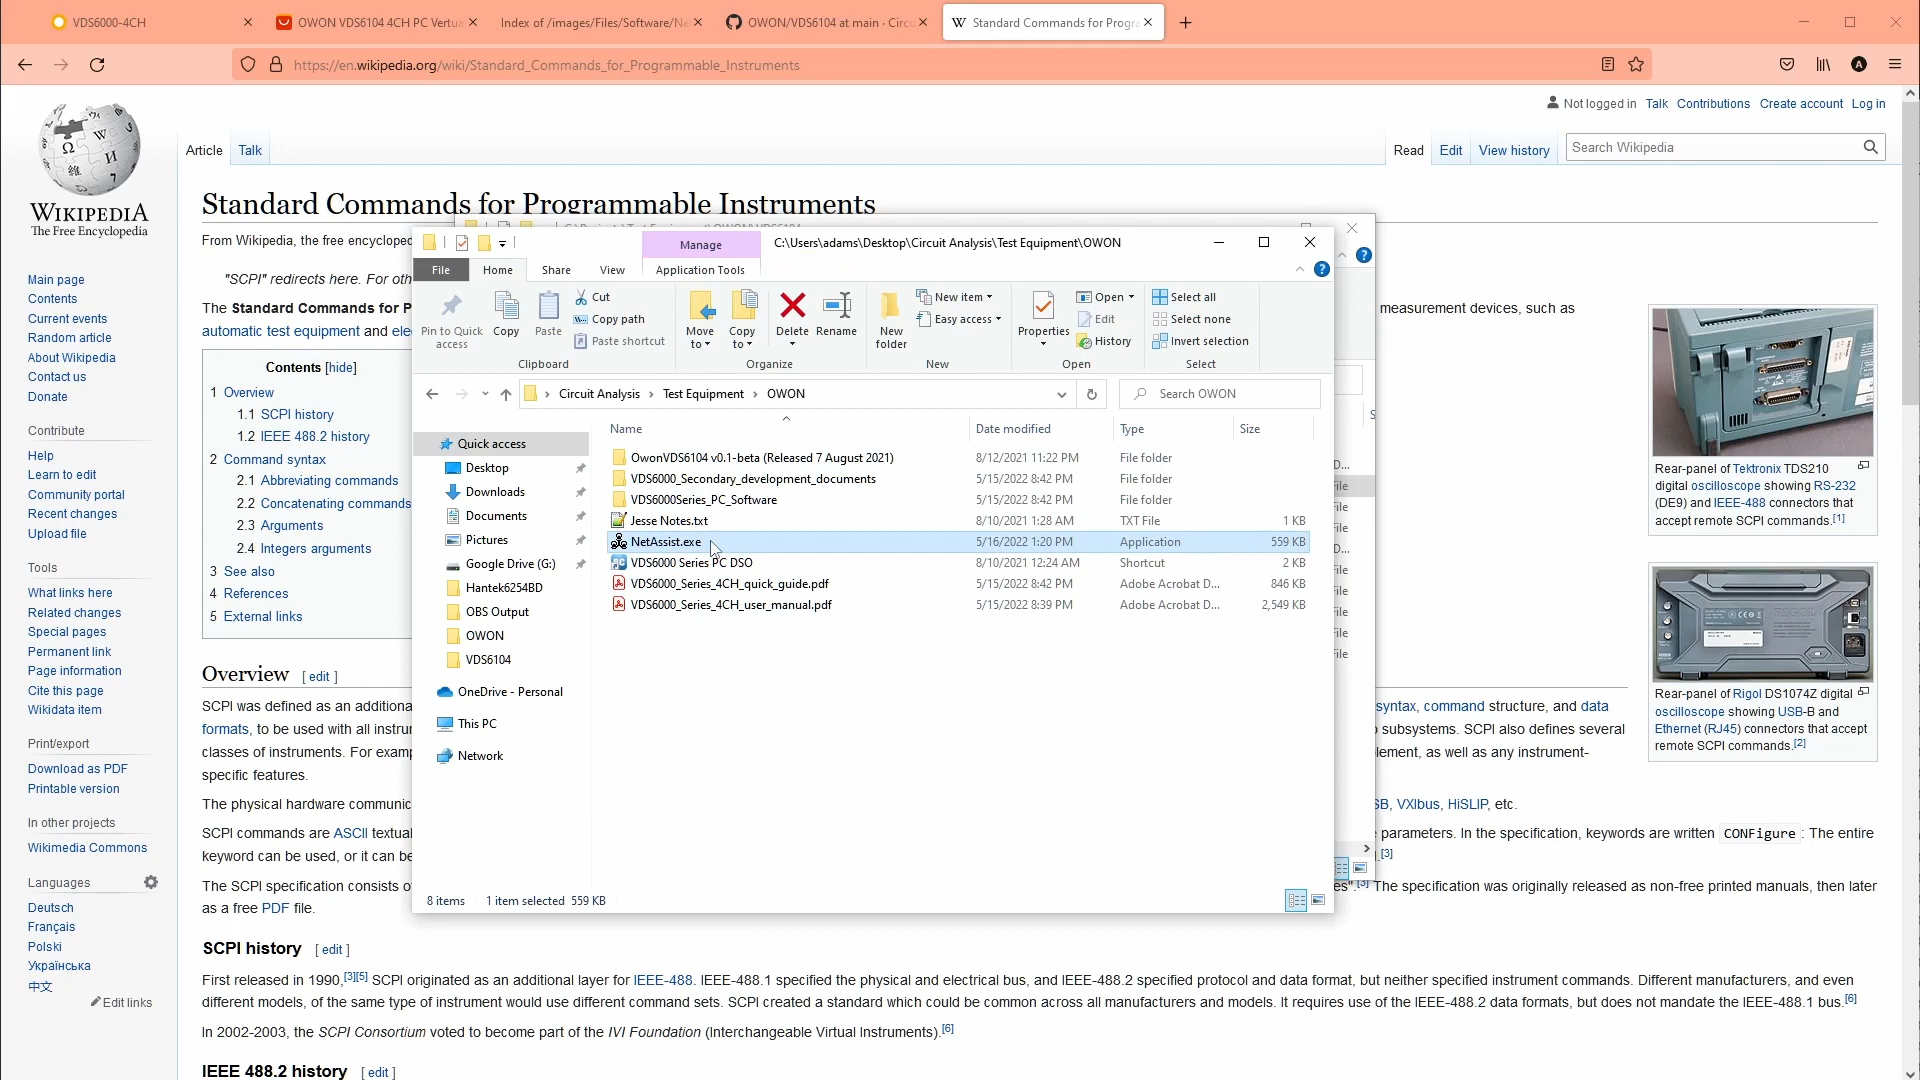 VDS6000-4CH
OWON VDS6104 4CH PC Virtua
Index of /images/Files/Software/Ne
OWON/VDS6104 at main · Circu
Standard Commands for Progra
https://en.wikipedia.org/wiki/Standard_Commands_for_Programmable_Instruments
WIKIPEDIA
The Free Encyclopedia
Not logged in Talk Contributions Create account Log in
Article Talk
Read Edit View history
Search Wikipedia
Main page
Contents
Current events
Random article
About Wikipedia
Contact us
Donate
Contribute
Help
Learn to edit
Community portal
Recent changes
Upload file
Tools
What links here
Related changes
Special pages
Permanent link
Page information
Cite this page
Wikidata item
Print/export
Download as PDF
Printable version
In other projects
Wikimedia Commons
Languages
Deutsch
Français
Polski
Українська
中文
Edit links
Standard Commands for Programmable Instruments
From Wikipedia, the free encycloped
"SCPI" redirects here. For oth
The Standard Commands for P
measurement devices, such as
automatic test equipment and ele
Contents [hide]
1 Overview
1.1 SCPI history
1.2 IEEE 488.2 history
2 Command syntax
2.1 Abbreviating commands
2.2 Concatenating commands
2.3 Arguments
2.4 Integers arguments
3 See also
4 References
5 External links
Manage
C:\Users\adams\Desktop\Circuit Analysis\Test Equipment\OWON
File Home Share View Application Tools
Pin to Quick access
Copy
Paste
Cut
Copy path
Paste shortcut
Clipboard
Move to
Copy to
Delete
Rename
Organize
New folder
New item
Easy access
New
Properties
Open
Edit
History
Open
Select all
Select none
Invert selection
Select
Circuit Analysis › Test Equipment › OWON
Search OWON
Quick access
Desktop
Downloads
Documents
Pictures
Google Drive (G:)
Hantek6254BD
OBS Output
OWON
VDS6104
OneDrive - Personal
This PC
Network
Name Date modified Type Size
OwonVDS6104 v0.1-beta (Released 7 August 2021) 8/12/2021 11:22 PM File folder
VDS6000_Secondary_development_documents 5/15/2022 8:42 PM File folder
VDS6000Series_PC_Software 5/15/2022 8:42 PM File folder
Jesse Notes.txt 8/10/2021 1:28 AM TXT File 1 KB
NetAssist.exe 5/16/2022 1:20 PM Application 559 KB
VDS6000 Series PC DSO 8/10/2021 12:24 AM Shortcut 2 KB
VDS6000_Series_4CH_quick_guide.pdf 5/15/2022 8:42 PM Adobe Acrobat D... 846 KB
VDS6000_Series_4CH_user_manual.pdf 5/15/2022 8:39 PM Adobe Acrobat D... 2,549 KB
8 items 1 item selected 559 KB
Rear-panel of Tektronix TDS210
digital oscilloscope showing RS-232
(DE9) and IEEE-488 connectors that
accept remote SCPI commands.[1]
Rear-panel of Rigol DS1074Z digital
oscilloscope showing USB-B and
Ethernet (RJ45) connectors that accept
remote SCPI commands.[2]
Overview [ edit ]
SCPI was defined as an additiona
syntax, command structure, and data
formats, to be used with all instrum
subsystems. SCPI also defines several
classes of instruments. For examp
lement, as well as any instrument-
specific features.
The physical hardware communic
SB, VXIbus, HiSLIP, etc.
SCPI commands are ASCII textual
parameters. In the specification, keywords are written CONFigure: The entire
keyword can be used, or it can be
[3]
The SCPI specification consists o
es".[3] The specification was originally released as non-free printed manuals, then later
as a free PDF file.
SCPI history [ edit ]
First released in 1990,[3][5] SCPI originated as an additional layer for IEEE-488. IEEE-488.1 specified the physical and electrical bus, and IEEE-488.2 specified protocol and data format, but neither specified instrument commands. Different manufacturers, and even
different models, of the same type of instrument would use different command sets. SCPI created a standard which could be common across all manufacturers and models. It requires use of the IEEE-488.2 data formats, but does not mandate the IEEE-488.1 bus.[6]
In 2002-2003, the SCPI Consortium voted to become part of the IVI Foundation (Interchangeable Virtual Instruments).[6]
IEEE 488.2 history [ edit ]